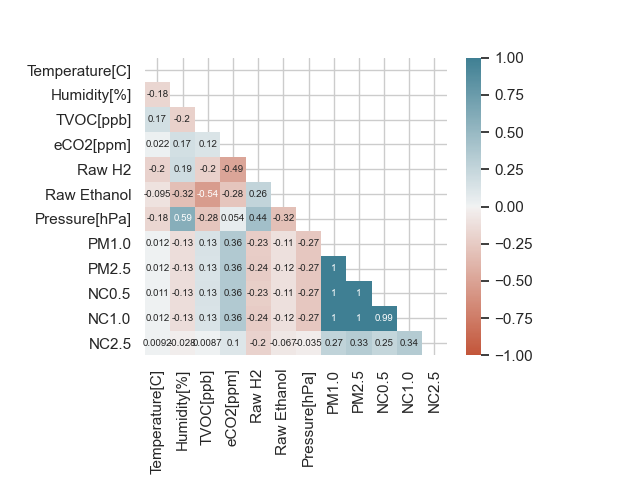 Temperature[C]
Humidity[%] -0.18
TVOC[ppb] 0.17 -0.2
eCO2[ppm] 0.022 0.17 0.12
Raw H2 -0.2 0.19 -0.2 -0.49
Raw Ethanol -0.095 -0.32 -0.54 -0.28 0.26
Pressure[hPa] -0.18 0.59 -0.28 0.054 0.44 -0.32
PM1.0 0.012 -0.13 0.13 0.36 -0.23 -0.11 -0.27
PM2.5 0.012 -0.13 0.13 0.36 -0.24 -0.12 -0.27 1
NC0.5 0.011 -0.13 0.13 0.36 -0.23 -0.11 -0.27 1 1
NC1.0 0.012 -0.13 0.13 0.36 -0.24 -0.12 -0.27 1 1 0.99
NC2.5 0.0092 -0.028 0.0087 0.1 -0.2 -0.067 -0.035 0.27 0.33 0.25 0.34
Temperature[C]
Humidity[%]
TVOC[ppb]
eCO2[ppm]
Raw H2
Raw Ethanol
Pressure[hPa]
PM1.0
PM2.5
NC0.5
NC1.0
NC2.5
1.00
0.75
0.50
0.25
0.00
−0.25
−0.50
−0.75
−1.00